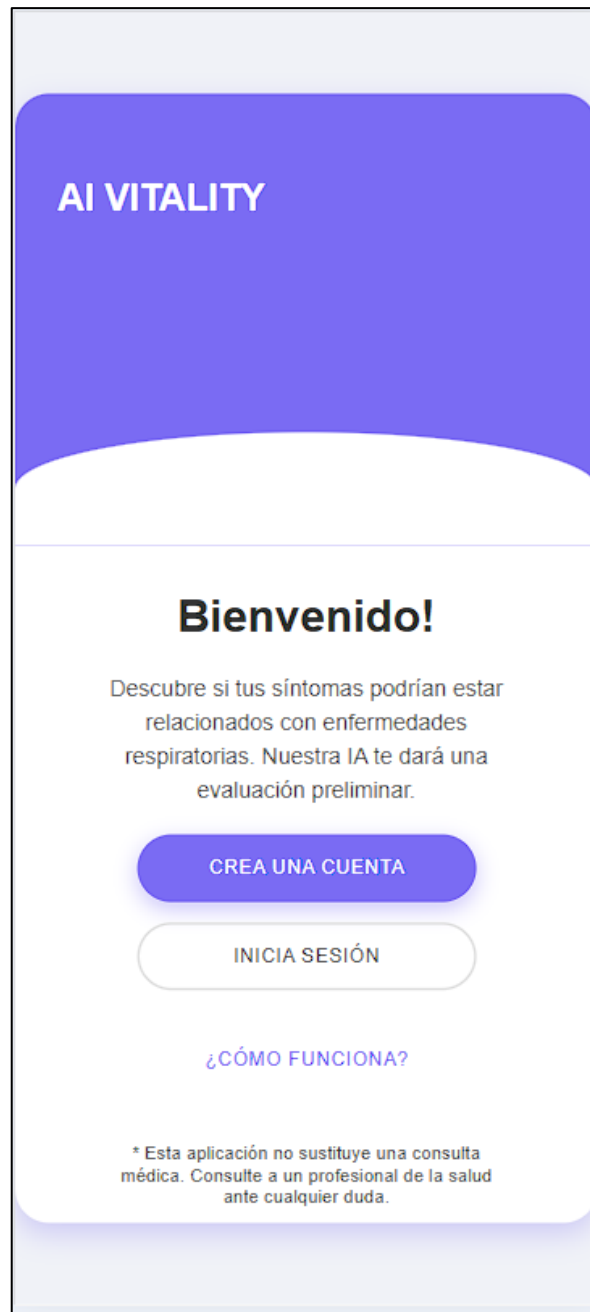 AI VITALITY
Bienvenido!
Descubre si tus síntomas podrían estar
relacionados con enfermedades
respiratorias. Nuestra IA te dará una
evaluación preliminar.
CREA UNA CUENTA
INICIA SESIÓN
¿CÓMO FUNCIONA?
* Esta aplicación no sustituye una consulta
médica. Consulte a un profesional de la salud
ante cualquier duda.